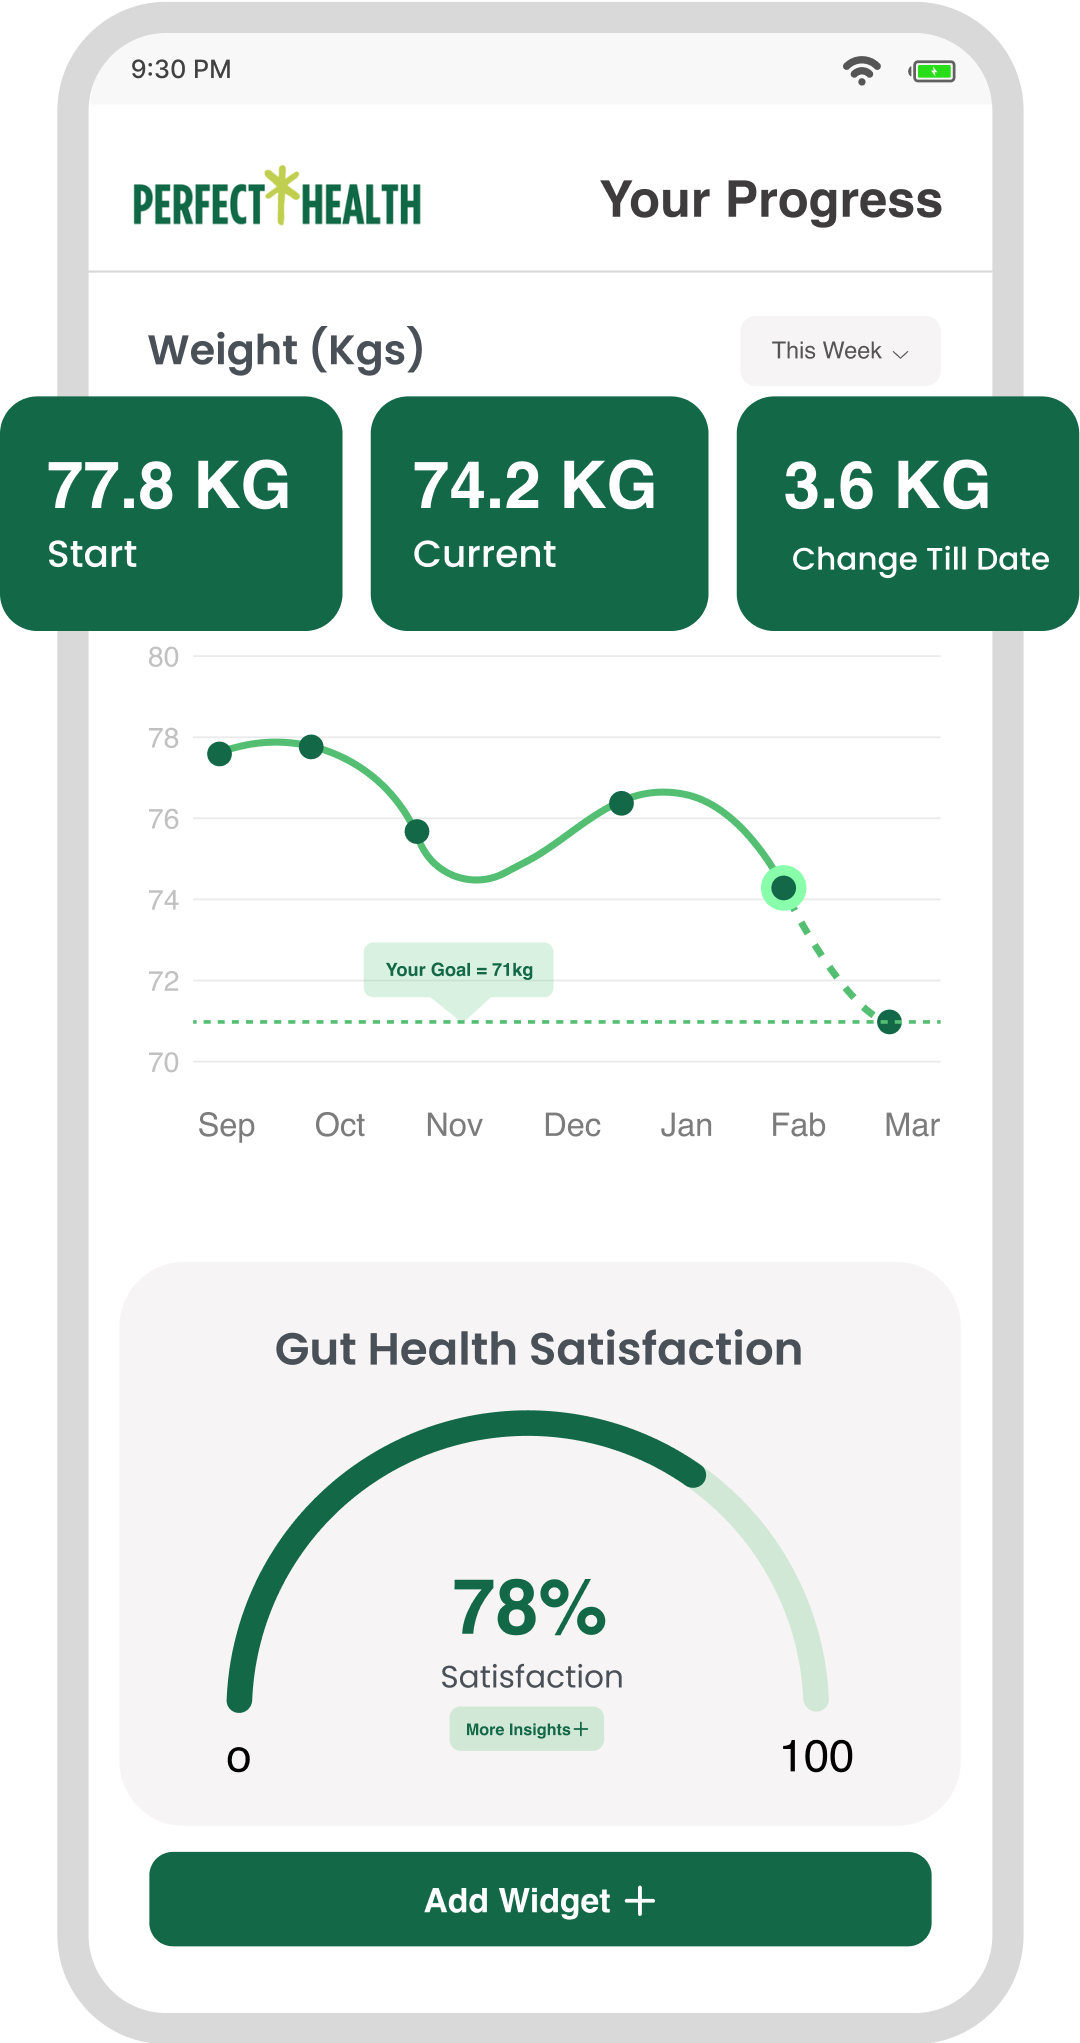 9:30 PM
PERFECT HEALTH
Your Progress
Weight (Kgs)
This Week
77.8 KG
Start
74.2 KG
Current
3.6 KG
Change Till Date
80
78
76
74
72
70
Your Goal = 71kg
Sep Oct Nov Dec Jan Fab Mar
Gut Health Satisfaction
78%
Satisfaction
More Insights+
o
100
Add Widget +